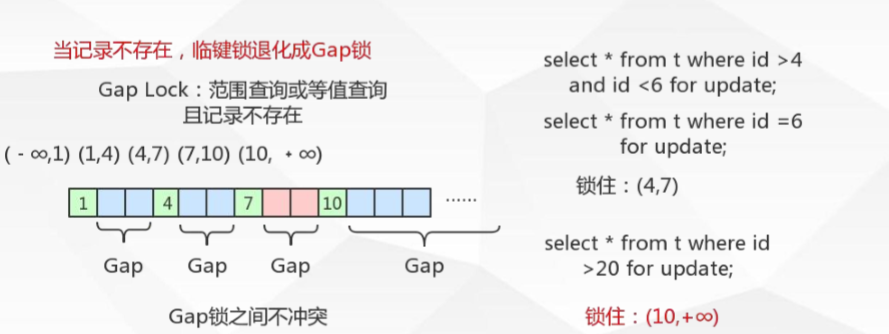 当记录不存在，临键锁退化成Gap锁
Gap Lock：范围查询或等值查询
且记录不存在
( - ∞,1) (1,4) (4,7) (7,10) (10, +∞)
1 4 7 10 ······
Gap Gap Gap Gap
Gap锁之间不冲突
select * from t where id >4
and id <6 for update;
select * from t where id =6
for update;
锁住：(4,7)
select * from t where id
>20 for update;
锁住：(10,+∞)